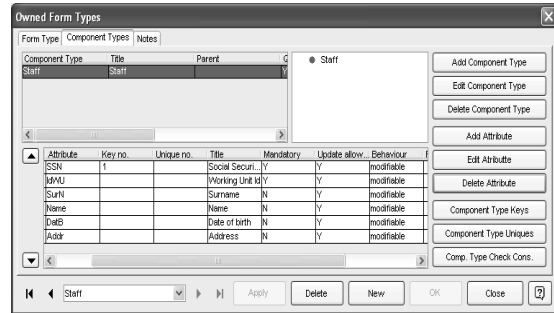 Owned Form Types
Form Type Component Types Notes
Component Type Title Parent
Staff Staff Y
Staff
Add Component Type
Edit Component Type
Delete Component Type
Add Attribute
Edit Atributte
Delete Attribute
Component Type Keys
Component Type Uniques
Comp. Type Check Cons.
Attribute Key no. Unique no. Title Mandatory Update allow... Behaviour
SSN 1 Social Securi... Y Y modifiable
IdWU Working Unit Id Y Y modifiable
SurN Surname N Y modifiable
Name Name N Y modifiable
DatB Date of birth N Y modifiable
Addr Address N Y modifiable
Staff Apply Delete New OK Close